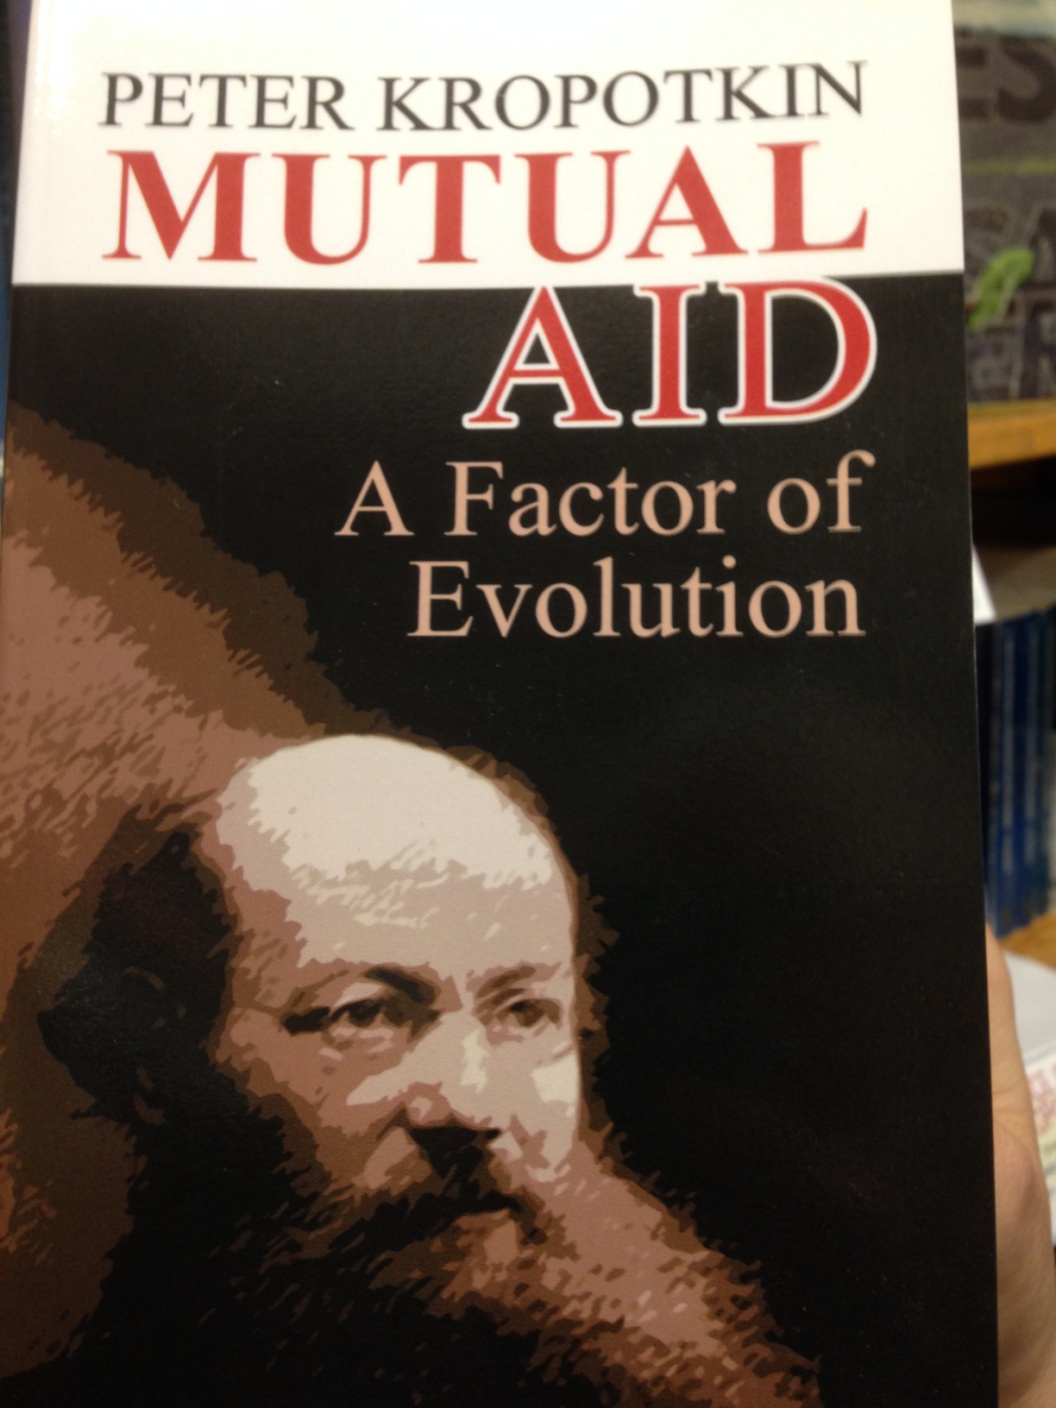 PETER KROPOTKIN
MUTUAL
AID
A Factor of
Evolution